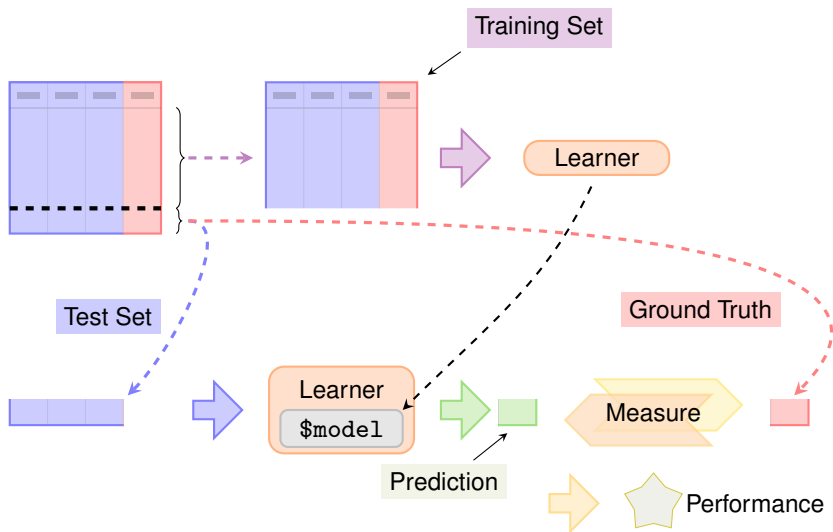 Training Set
Learner
Test Set
Ground Truth
Learner
$model
Measure
Prediction
Performance